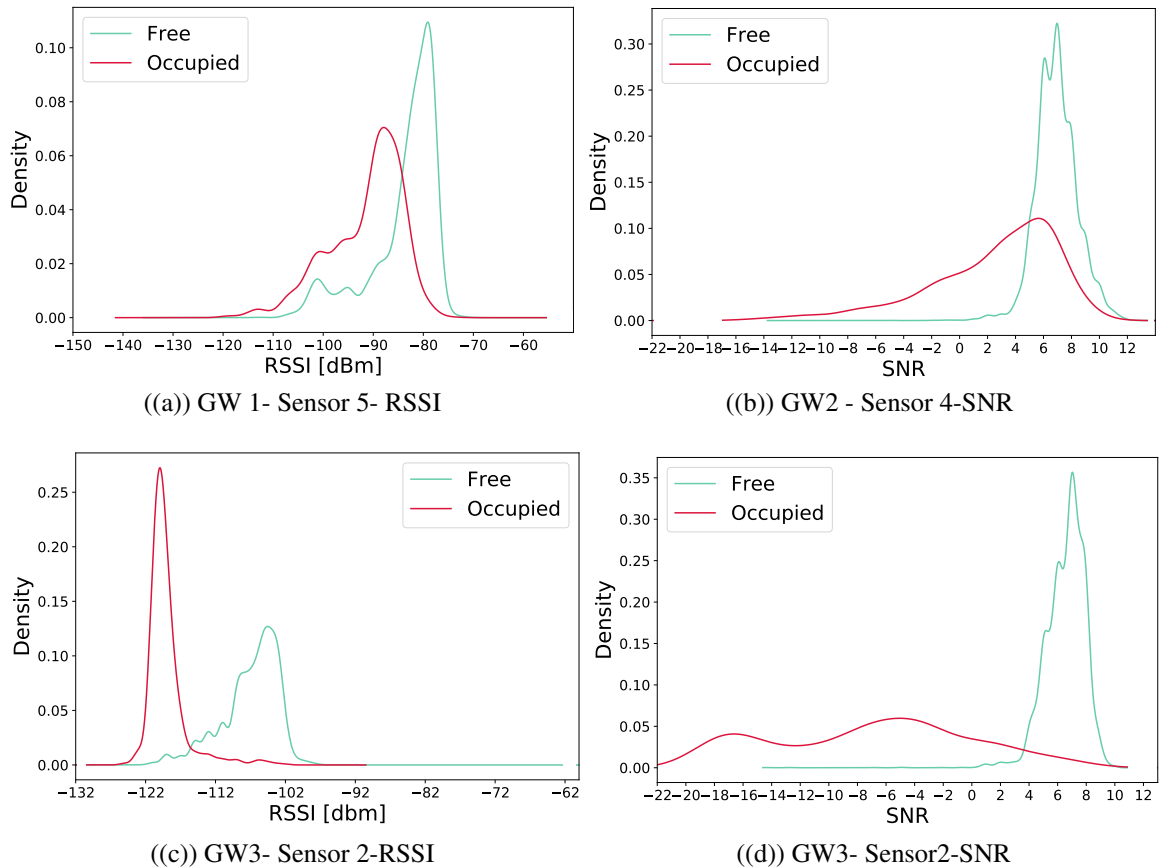 Free
Occupied
0.10
0.08
0.06
0.04
0.02
0.00
Density
−150 −140 −130 −120 −110 −100 −90 −80 −70 −60
RSSI [dBm]
((a)) GW 1- Sensor 5- RSSI
Free
Occupied
0.30
0.25
0.20
0.15
0.10
0.05
0.00
Density
−22−20 −18 −16 −14 −12 −10 −8 −6 −4 −2 0 2 4 6 8 10 12
SNR
((b)) GW2 - Sensor 4-SNR
Free
Occupied
0.25
0.20
0.15
0.10
0.05
0.00
Density
−132 −122 −112 −102 −92 −82 −72 −62
RSSI [dbm]
((c)) GW3- Sensor 2-RSSI
Free
Occupied
0.35
0.30
0.25
0.20
0.15
0.10
0.05
0.00
Density
−22−20 −18 −16 −14 −12 −10 −8 −6 −4 −2 0 2 4 6 8 10
SNR
((d)) GW3- Sensor2-SNR